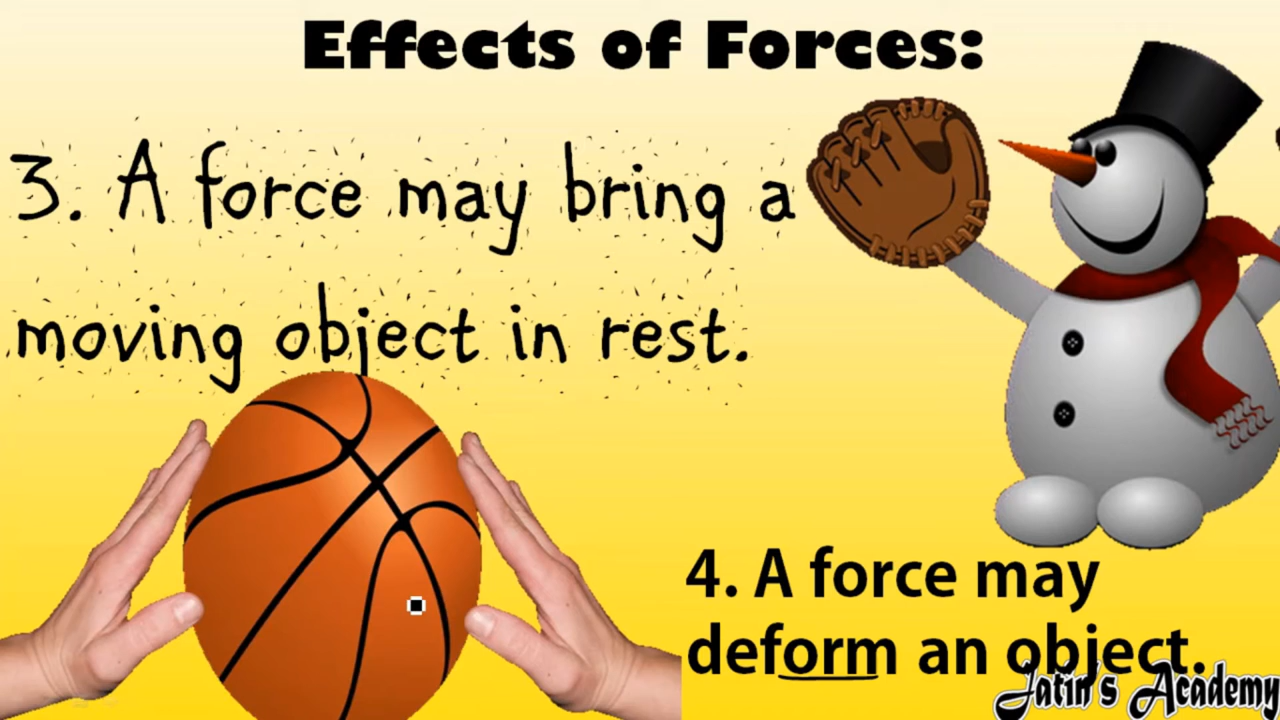 Effects of Forces:
3. A force may bring a
moving object in rest.
4. A force may
deform an object.
Jatin's Academy